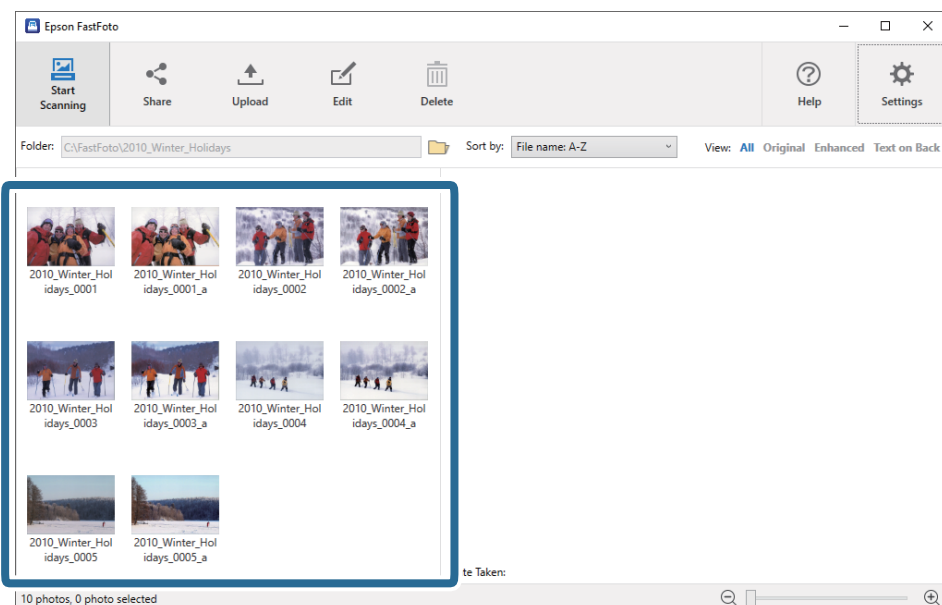 Epson FastFoto
Start
Scanning
Share
Upload
Edit
Delete
Help
Settings
Folder: C:\FastFoto\2010_Winter_Holidays
Sort by: File name: A-Z
View: All Original Enhanced Text on Back
2010_Winter_Hol
idays_0001
2010_Winter_Hol
idays_0001_a
2010_Winter_Hol
idays_0002
2010_Winter_Hol
idays_0002_a
2010_Winter_Hol
idays_0003
2010_Winter_Hol
idays_0003_a
2010_Winter_Hol
idays_0004
2010_Winter_Hol
idays_0004_a
2010_Winter_Hol
idays_0005
2010_Winter_Hol
idays_0005_a
te Taken:
10 photos, 0 photo selected